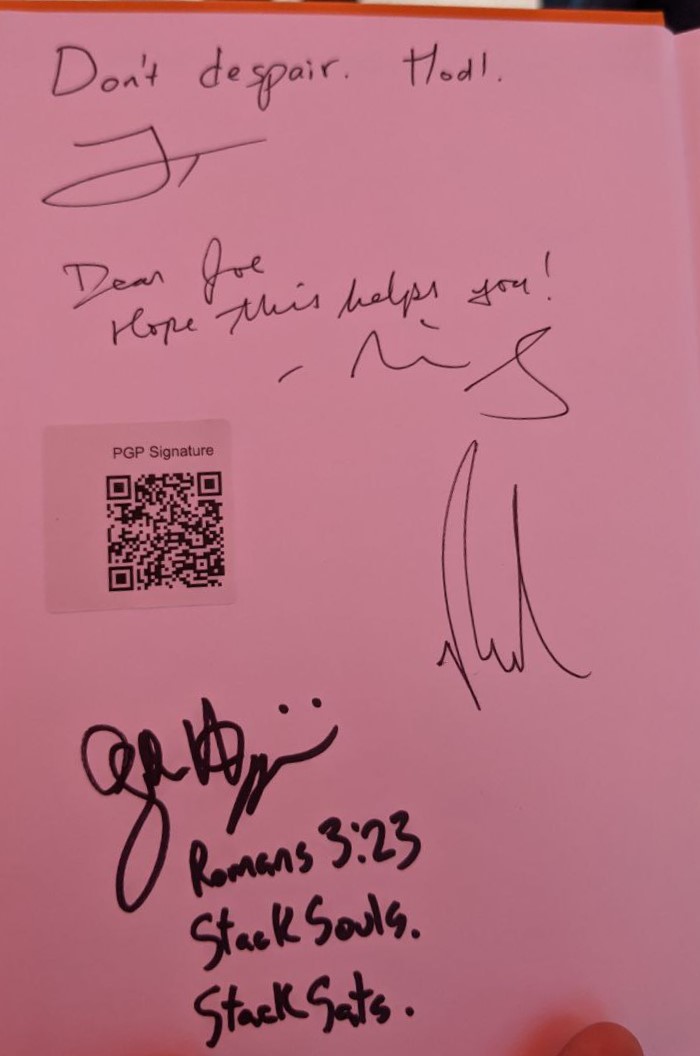 Don't despair. Hodl.
Dear Joe
Hope this helps you!
PGP Signature
Romans 3:23
Stack Souls.
Stack Sats.